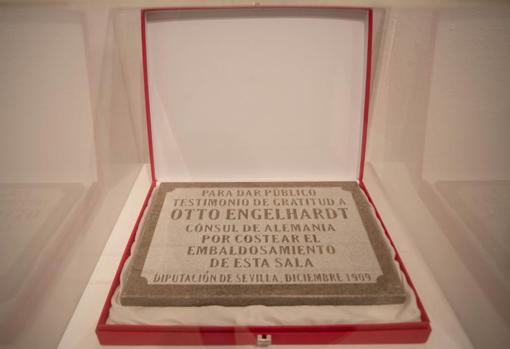 PARA DAR PÚBLICO
TESTIMONIO DE GRATITUD A
OTTO ENGELHARDT
CÓNSUL DE ALEMANIA
POR COSTEAR EL
EMBALDOSAMIENTO
DE ESTA SALA
DIPUTACIÓN DE SEVILLA, DICIEMBRE 1909